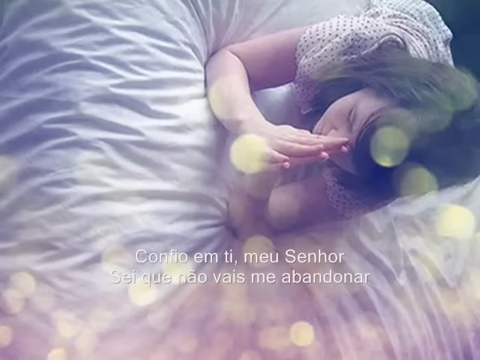 Confio em ti, meu Senhor
Sei que não vais me abandonar